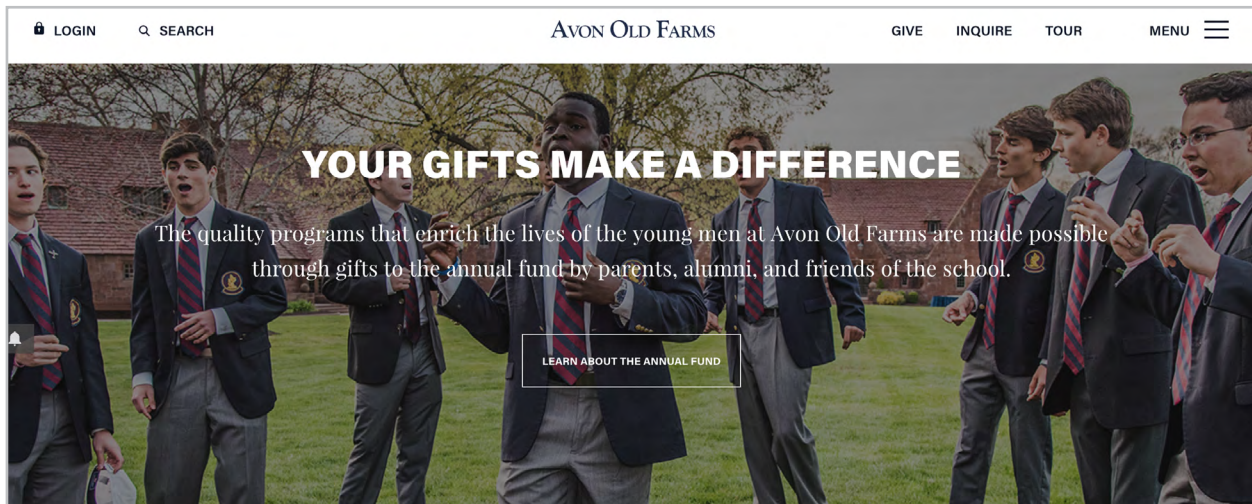 LOGIN
SEARCH
AVON OLD FARMS
GIVE
INQUIRE
TOUR
MENU
YOUR GIFTS MAKE A DIFFERENCE
The quality programs that enrich the lives of the young men at Avon Old Farms are made possible
through gifts to the annual fund by parents, alumni, and friends of the school.
LEARN ABOUT THE ANNUAL FUND